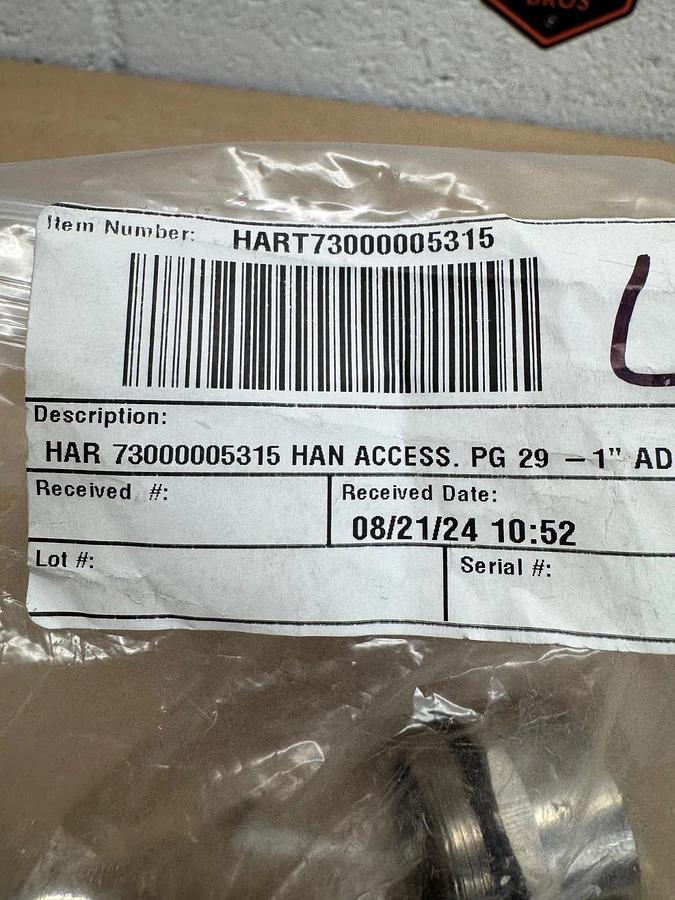 BROS
Item Number: HART73000005315
Description:
HAR 73000005315 HAN ACCESS. PG 29 –1" AD
Received #:
Received Date:
08/21/24 10:52
Lot #:
Serial #: